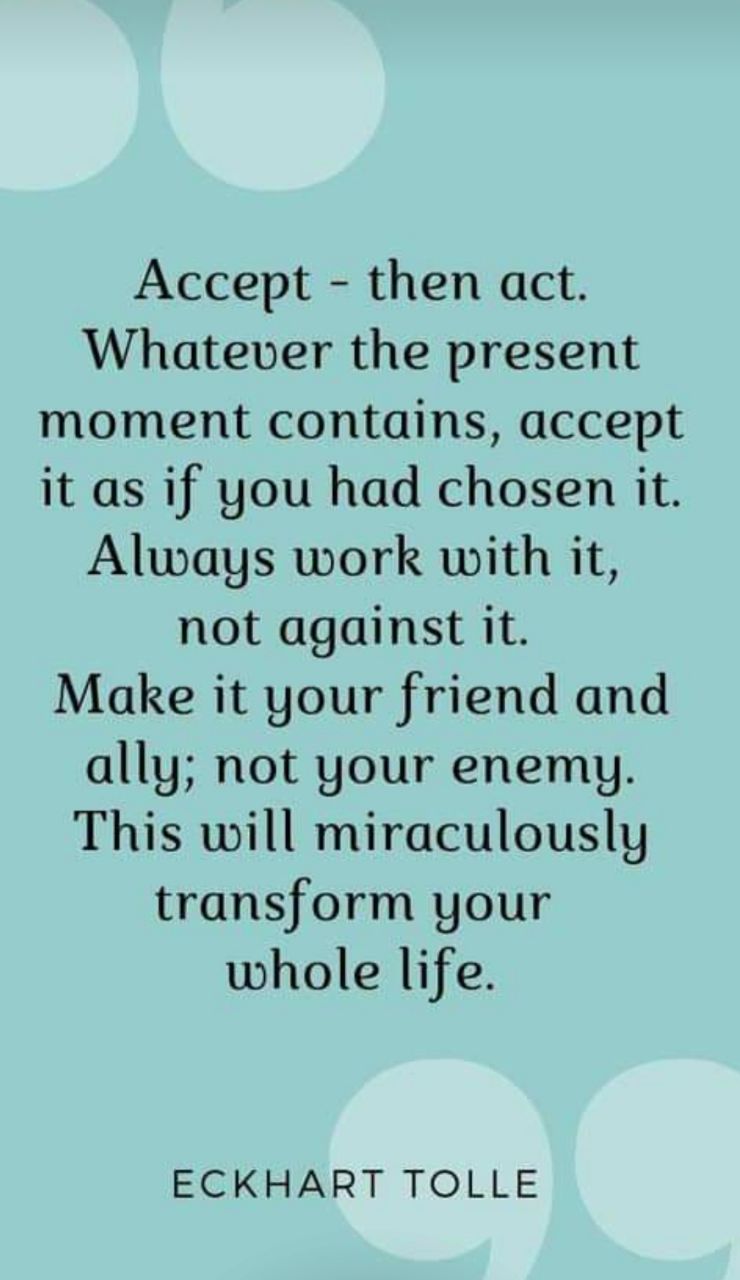 Accept - then act.
Whatever the present
moment contains, accept
it as if you had chosen it.
Always work with it,
not against it.
Make it your friend and
ally; not your enemy.
This will miraculously
transform your
whole life.
ECKHART TOLLE